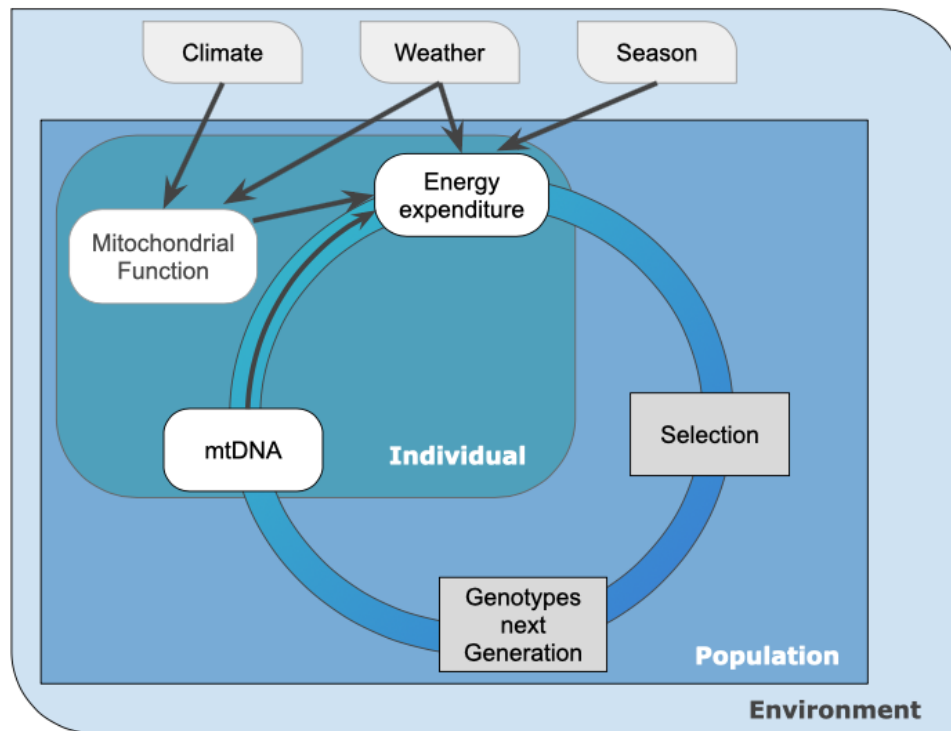 Climate
Weather
Season
Energy
expenditure
Mitochondrial
Function
mtDNA
Individual
Selection
Genotypes
next
Generation
Population
Environment